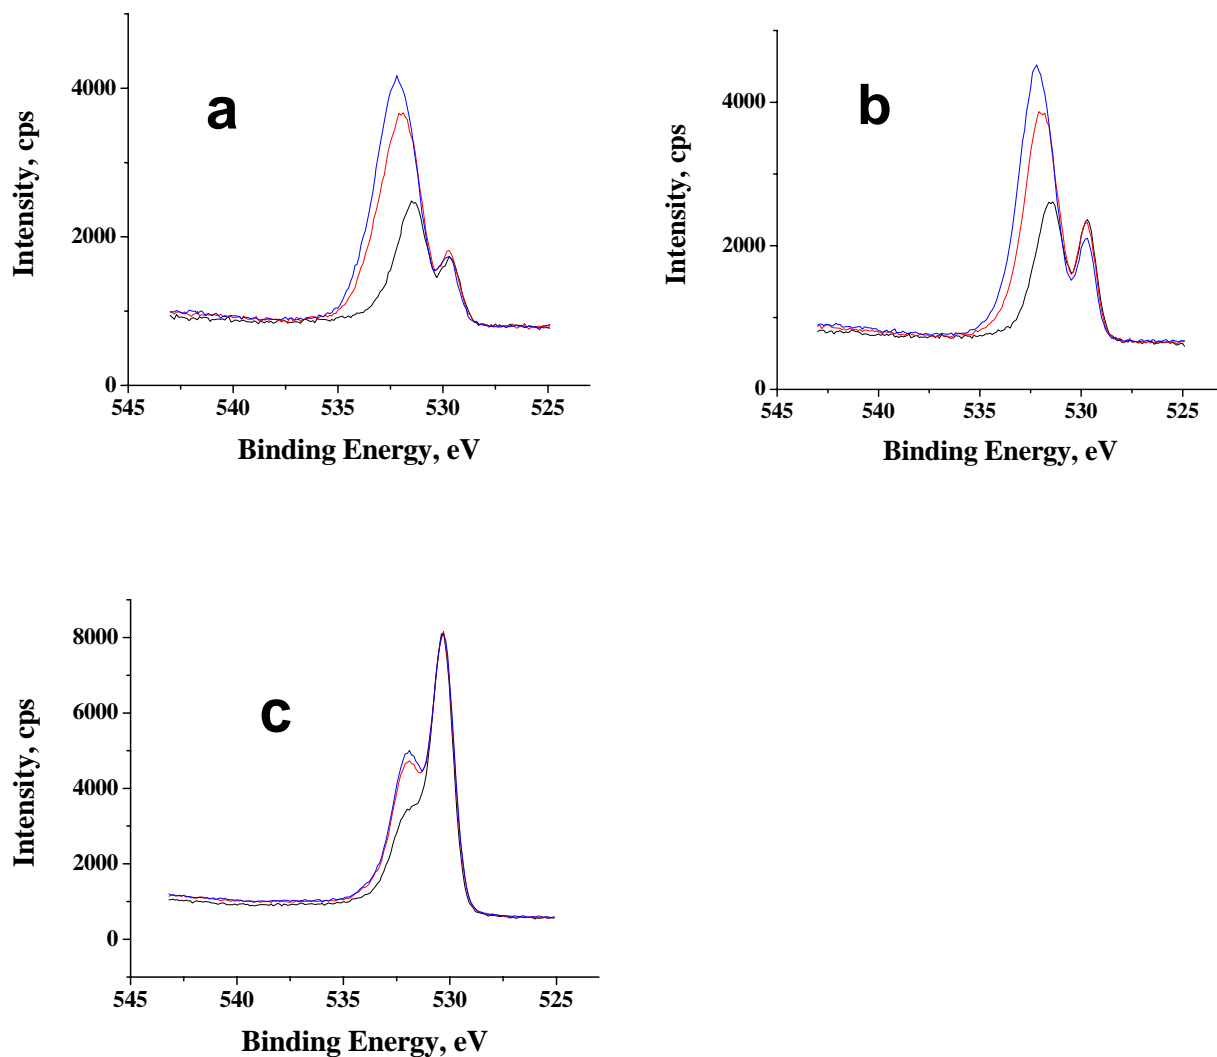 a
Intensity, cps
4000
2000
0
545 540 535 530 525
Binding Energy, eV
b
Intensity, cps
4000
2000
0
545 540 535 530 525
Binding Energy, eV
c
Intensity, cps
8000
6000
4000
2000
0
545 540 535 530 525
Binding Energy, eV